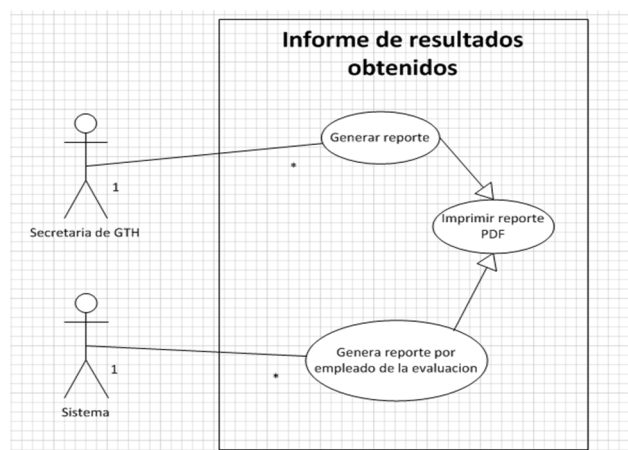 Informe de resultados
obtenidos
Generar reporte
*
1
Secretaria de GTH
Imprimir reporte
PDF
Genera reporte por
empleado de la evaluacion
1
*
Sistema